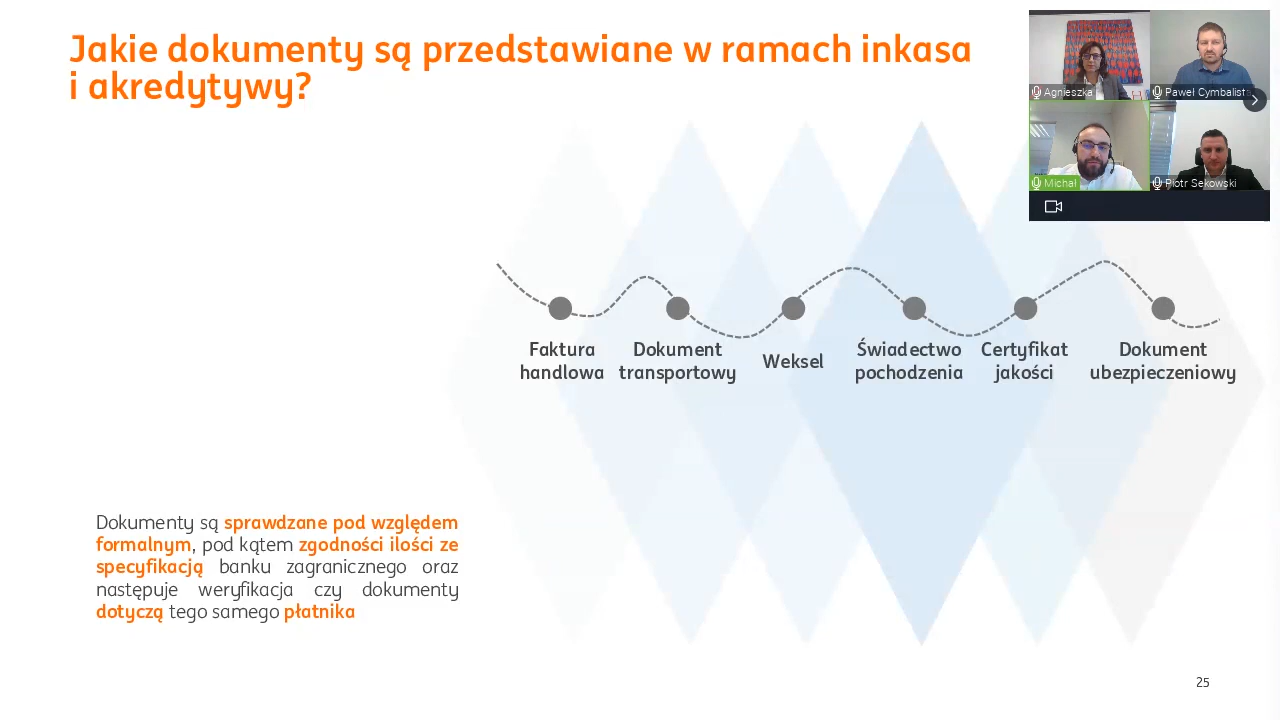 Jakie dokumenty są przedstawiane w ramach inkasa
i akredytywy?
Agnieszka
Paweł Cymbalista
Michał
Piotr Sekowski
Faktura
handlowa
Dokument
transportowy
Weksel
Świadectwo
pochodzenia
Certyfikat
jakości
Dokument
ubezpieczeniowy
Dokumenty są sprawdzane pod względem
formalnym, pod kątem zgodności ilości ze
specyfikacją banku zagranicznego oraz
następuje weryfikacja czy dokumenty
dotyczą tego samego płatnika
25